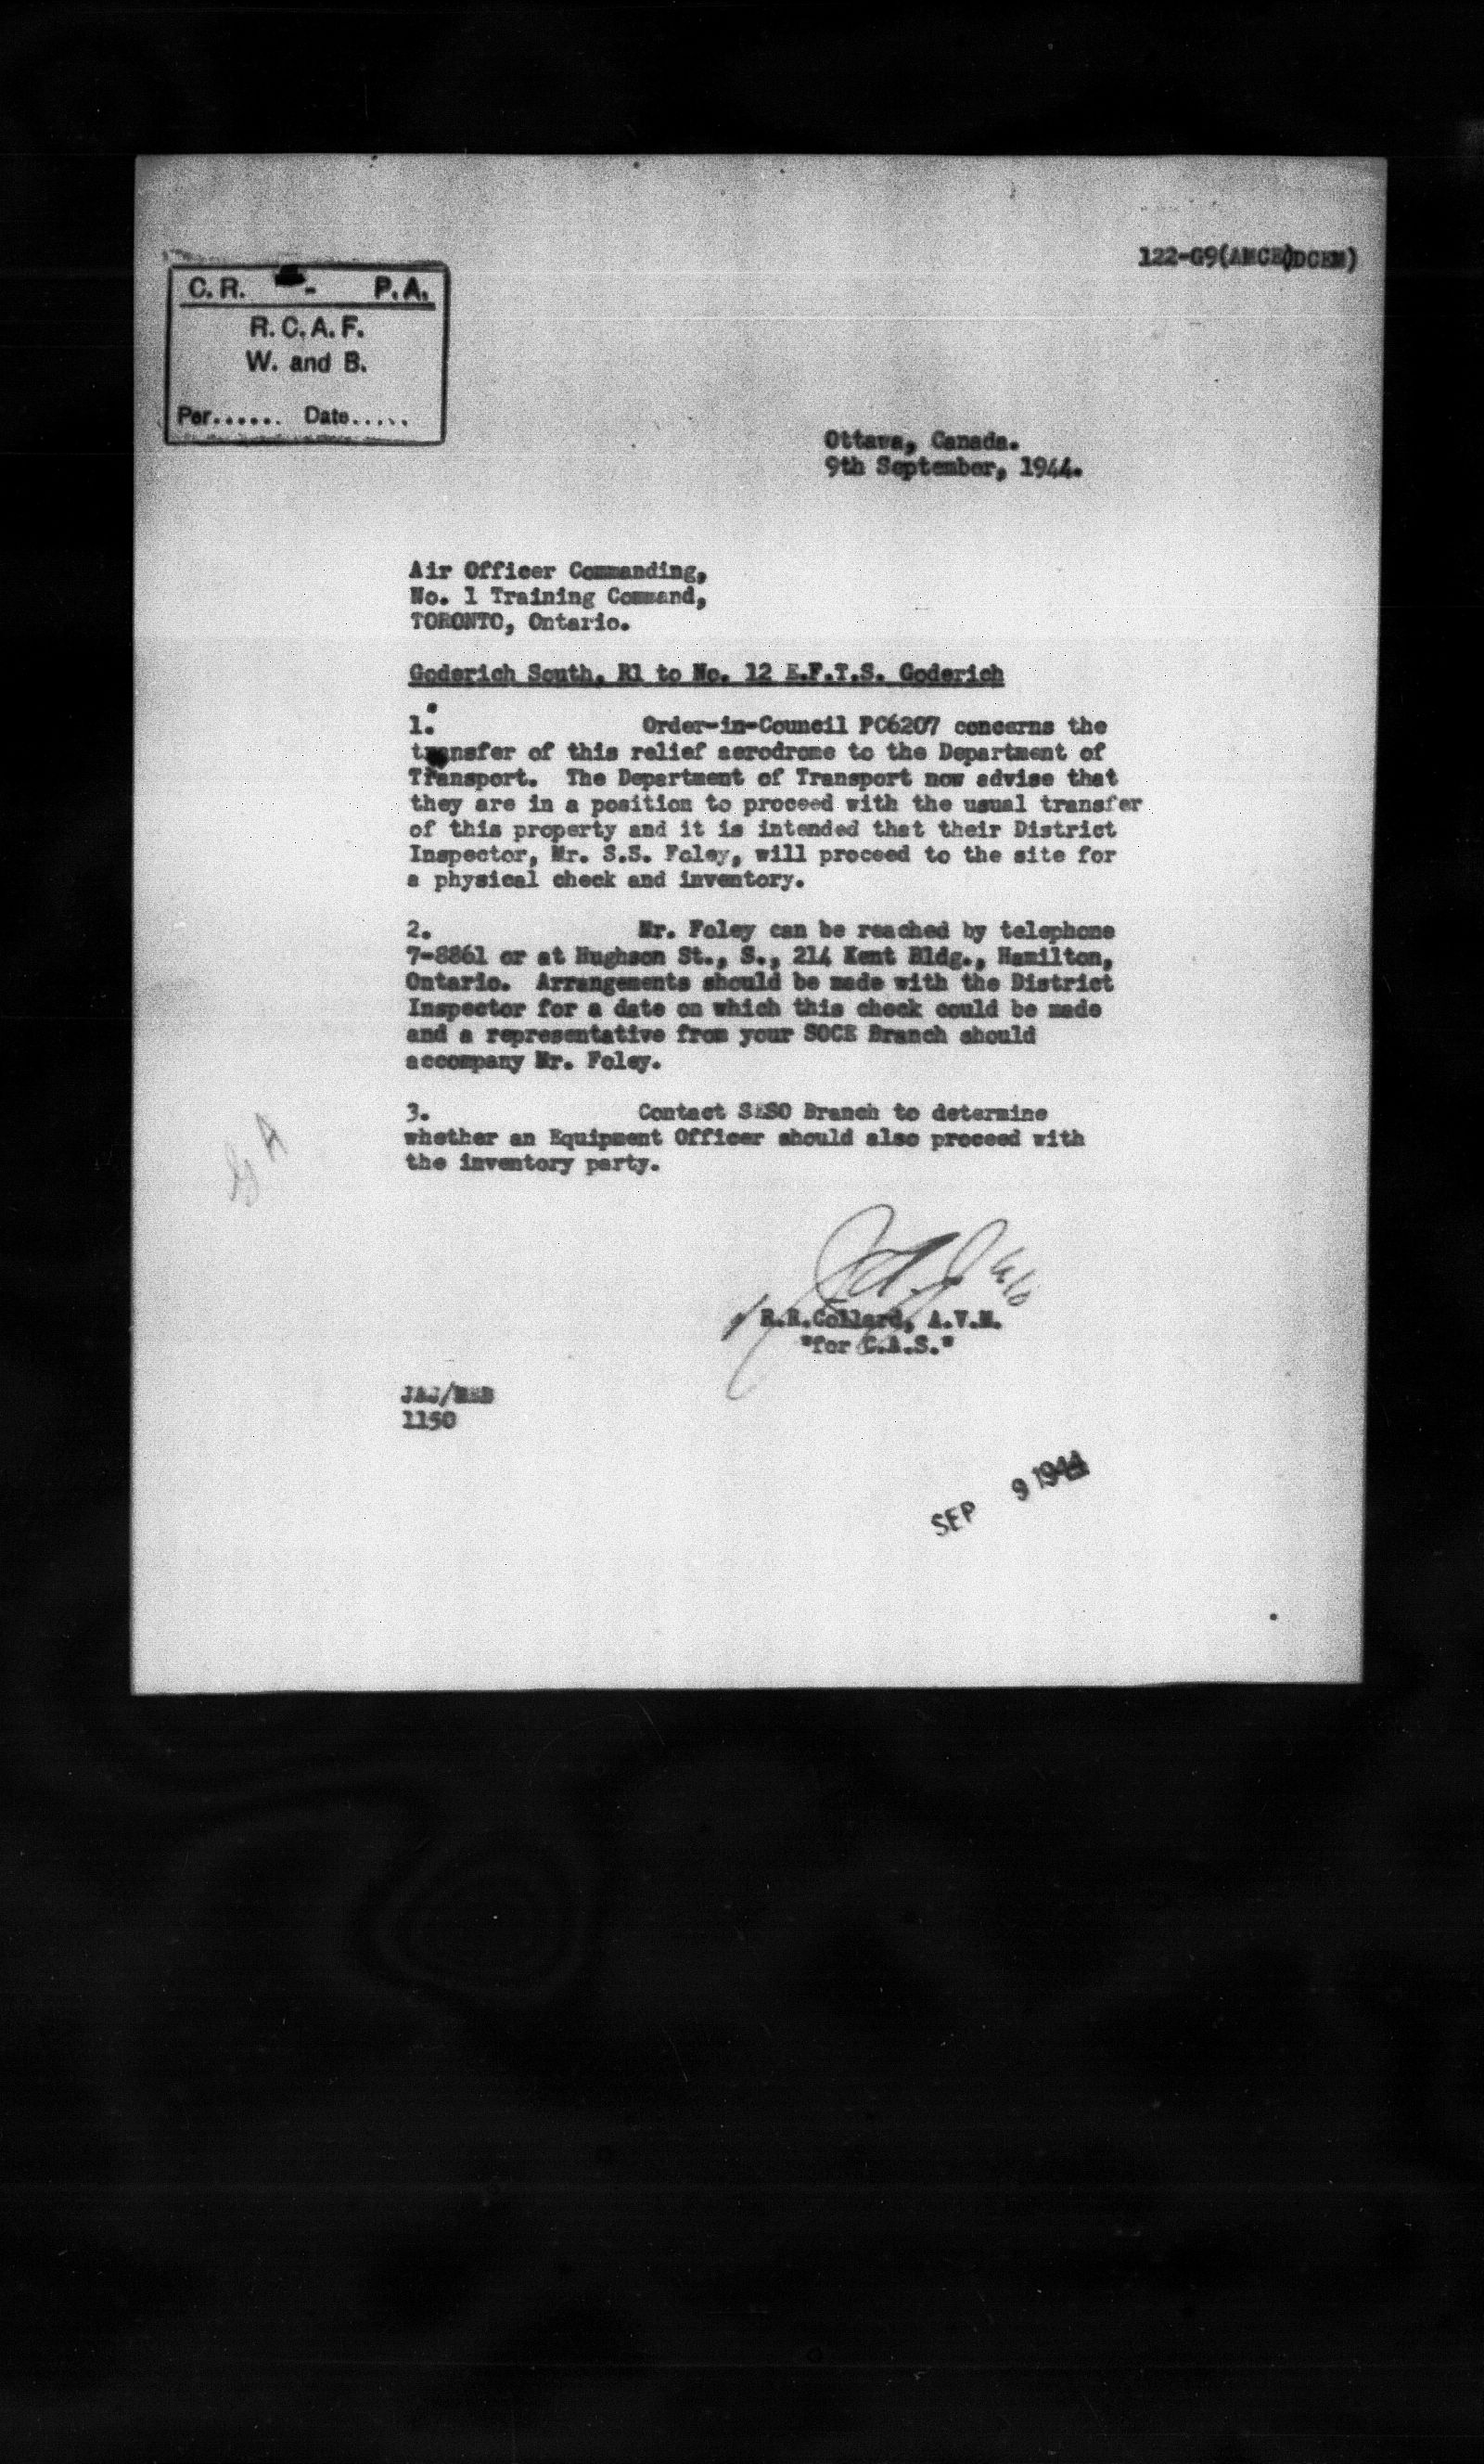 122-G9(AMCE)DCEM)
C.R. - P.A.
R.C.A.F.
W. and B.
Per...... Date.....
Ottawa, Canada.
9th September, 1944.
Air Officer Commanding,
No. 1 Training Command,
TORONTO, Ontario.
Goderich South, R1 to No. 12 E.F.T.S. Goderich
1. Order-in-Council PC6207 concerns the
transfer of this relief aerodrome to the Department of
Transport. The Department of Transport now advise that
they are in a position to proceed with the usual transfer
of this property and it is intended that their District
Inspector, Mr. S.S. Foley, will proceed to the site for
a physical check and inventory.
2. Mr. Foley can be reached by telephone
7-8861 or at Hughson St., S., 214 Kent Bldg., Hamilton,
Ontario. Arrangements should be made with the District
Inspector for a date on which this check could be made
and a representative from your SOCE Branch should
accompany Mr. Foley.
3. Contact SESO Branch to determine
whether an Equipment Officer should also proceed with
the inventory party.
R.R.Collard, A.V.M.
"for C.A.S."
JAJ/
1150
SEP 9 1944